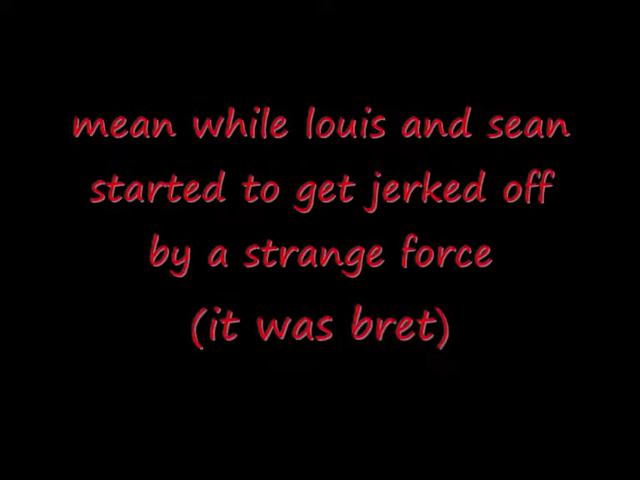 mean while louis and sean
started to get jerked off
by a strange force
(it was bret)